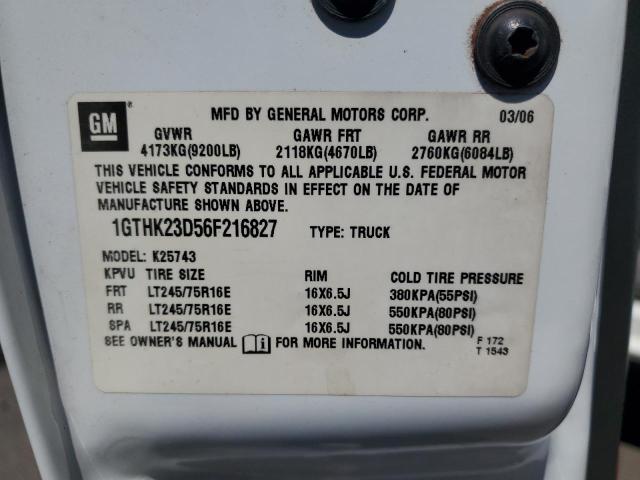 GM ® MFD BY GENERAL MOTORS CORP. 03/06
GVWR GAWR FRT GAWR RR
4173KG(9200LB) 2118KG(4670LB) 2760KG(6084LB)
THIS VEHICLE CONFORMS TO ALL APPLICABLE U.S. FEDERAL MOTOR
VEHICLE SAFETY STANDARDS IN EFFECT ON THE DATE OF
MANUFACTURE SHOWN ABOVE.
1GTHK23D56F216827 TYPE: TRUCK
MODEL: K25743
KPVU TIRE SIZE RIM COLD TIRE PRESSURE
FRT LT245/75R16E 16X6.5J 380KPA(55PSI)
RR LT245/75R16E 16X6.5J 550KPA(80PSI)
SPA LT245/75R16E 16X6.5J 550KPA(80PSI)
SEE OWNER'S MANUAL i FOR MORE INFORMATION. F 172
T 1543